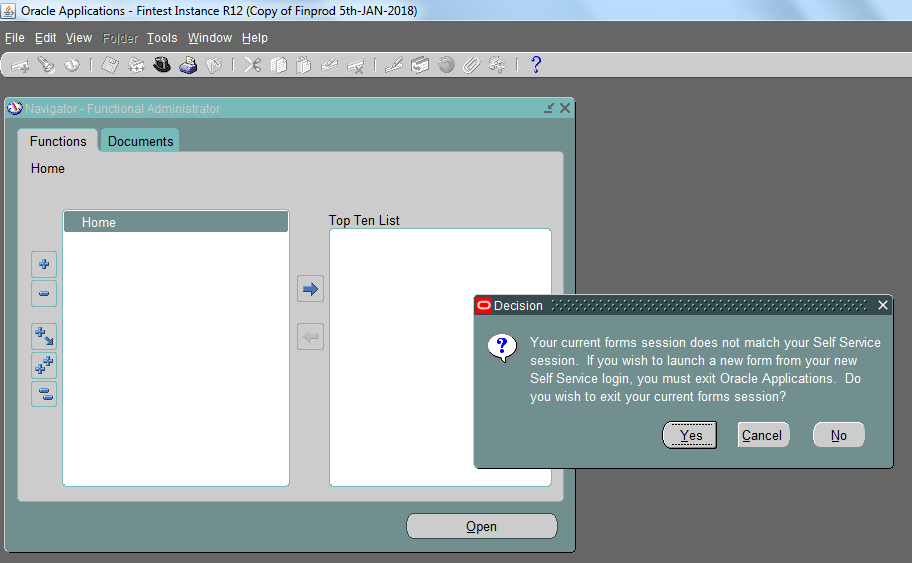 Oracle Applications - Fintest Instance R12 (Copy of Finprod 5th-JAN-2018)
File Edit View Folder Tools Window Help
?
Navigator - Functional Administrator
Functions Documents
Home
Home
Top Ten List
Decision
?
Your current forms session does not match your Self Service
session. If you wish to launch a new form from your new
Self Service login, you must exit Oracle Applications. Do
you wish to exit your current forms session?
Yes Cancel No
Open